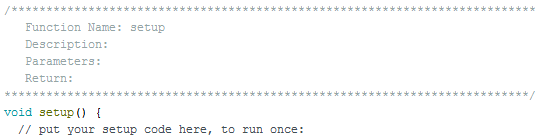 /***************************************************************************
Function Name: setup
Description:
Parameters:
Return:
***************************************************************************/
void setup() {
// put your setup code here, to run once: